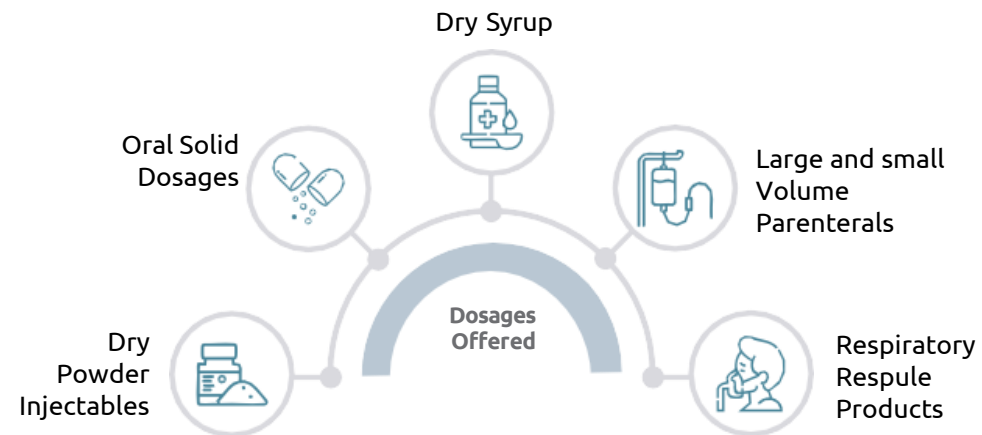 Dry Syrup
Oral Solid
Dosages
Large and small
Volume
Parenterals
Dosages
Offered
Dry
Powder
Injectables
Respiratory
Respule
Products